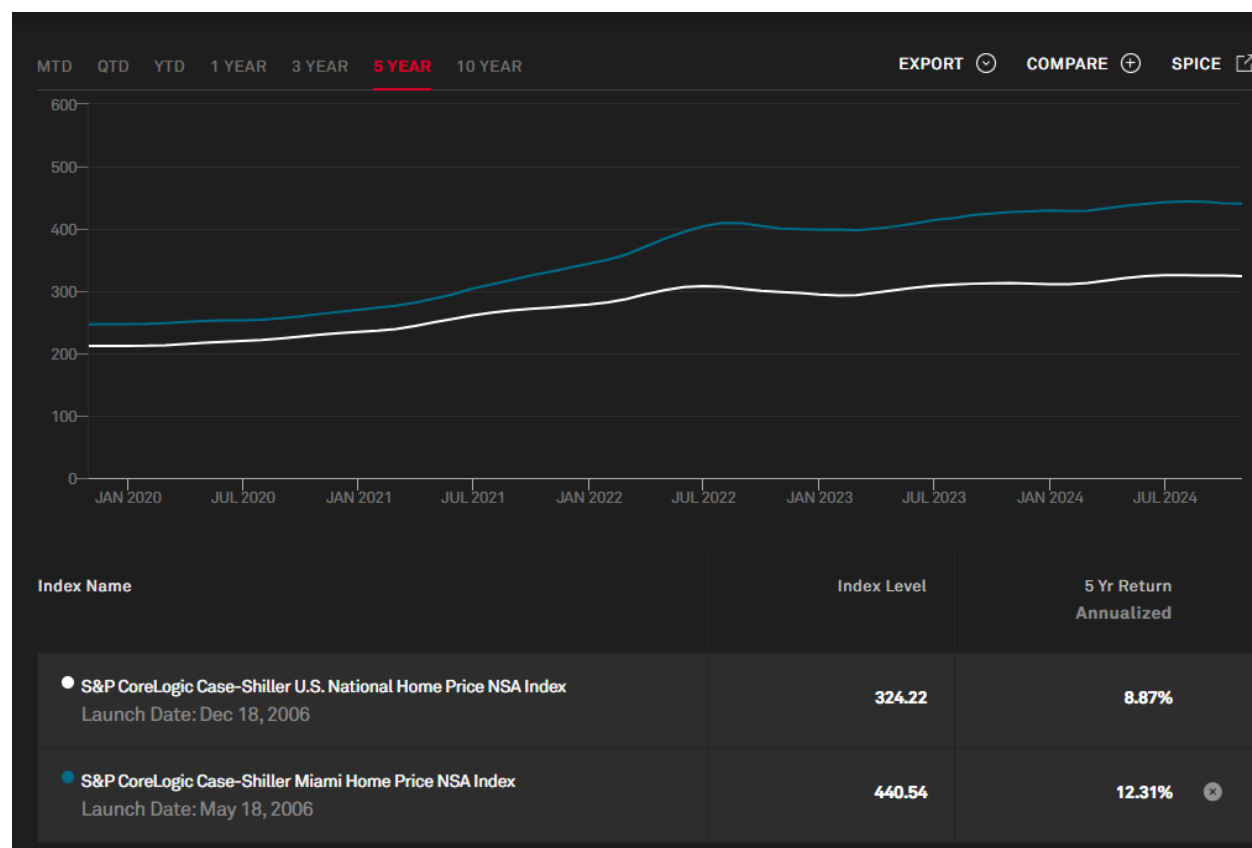 MTD QTD YTD 1 YEAR 3 YEAR 5 YEAR 10 YEAR EXPORT COMPARE SPICE
600
500
400
300
200
100
0
JAN 2020 JUL 2020 JAN 2021 JUL 2021 JAN 2022 JUL 2022 JAN 2023 JUL 2023 JAN 2024 JUL 2024
Index Name Index Level 5 Yr Return
Annualized
S&P CoreLogic Case-Shiller U.S. National Home Price NSA Index 324.22 8.87%
Launch Date: Dec 18, 2006
S&P CoreLogic Case-Shiller Miami Home Price NSA Index 440.54 12.31%
Launch Date: May 18, 2006